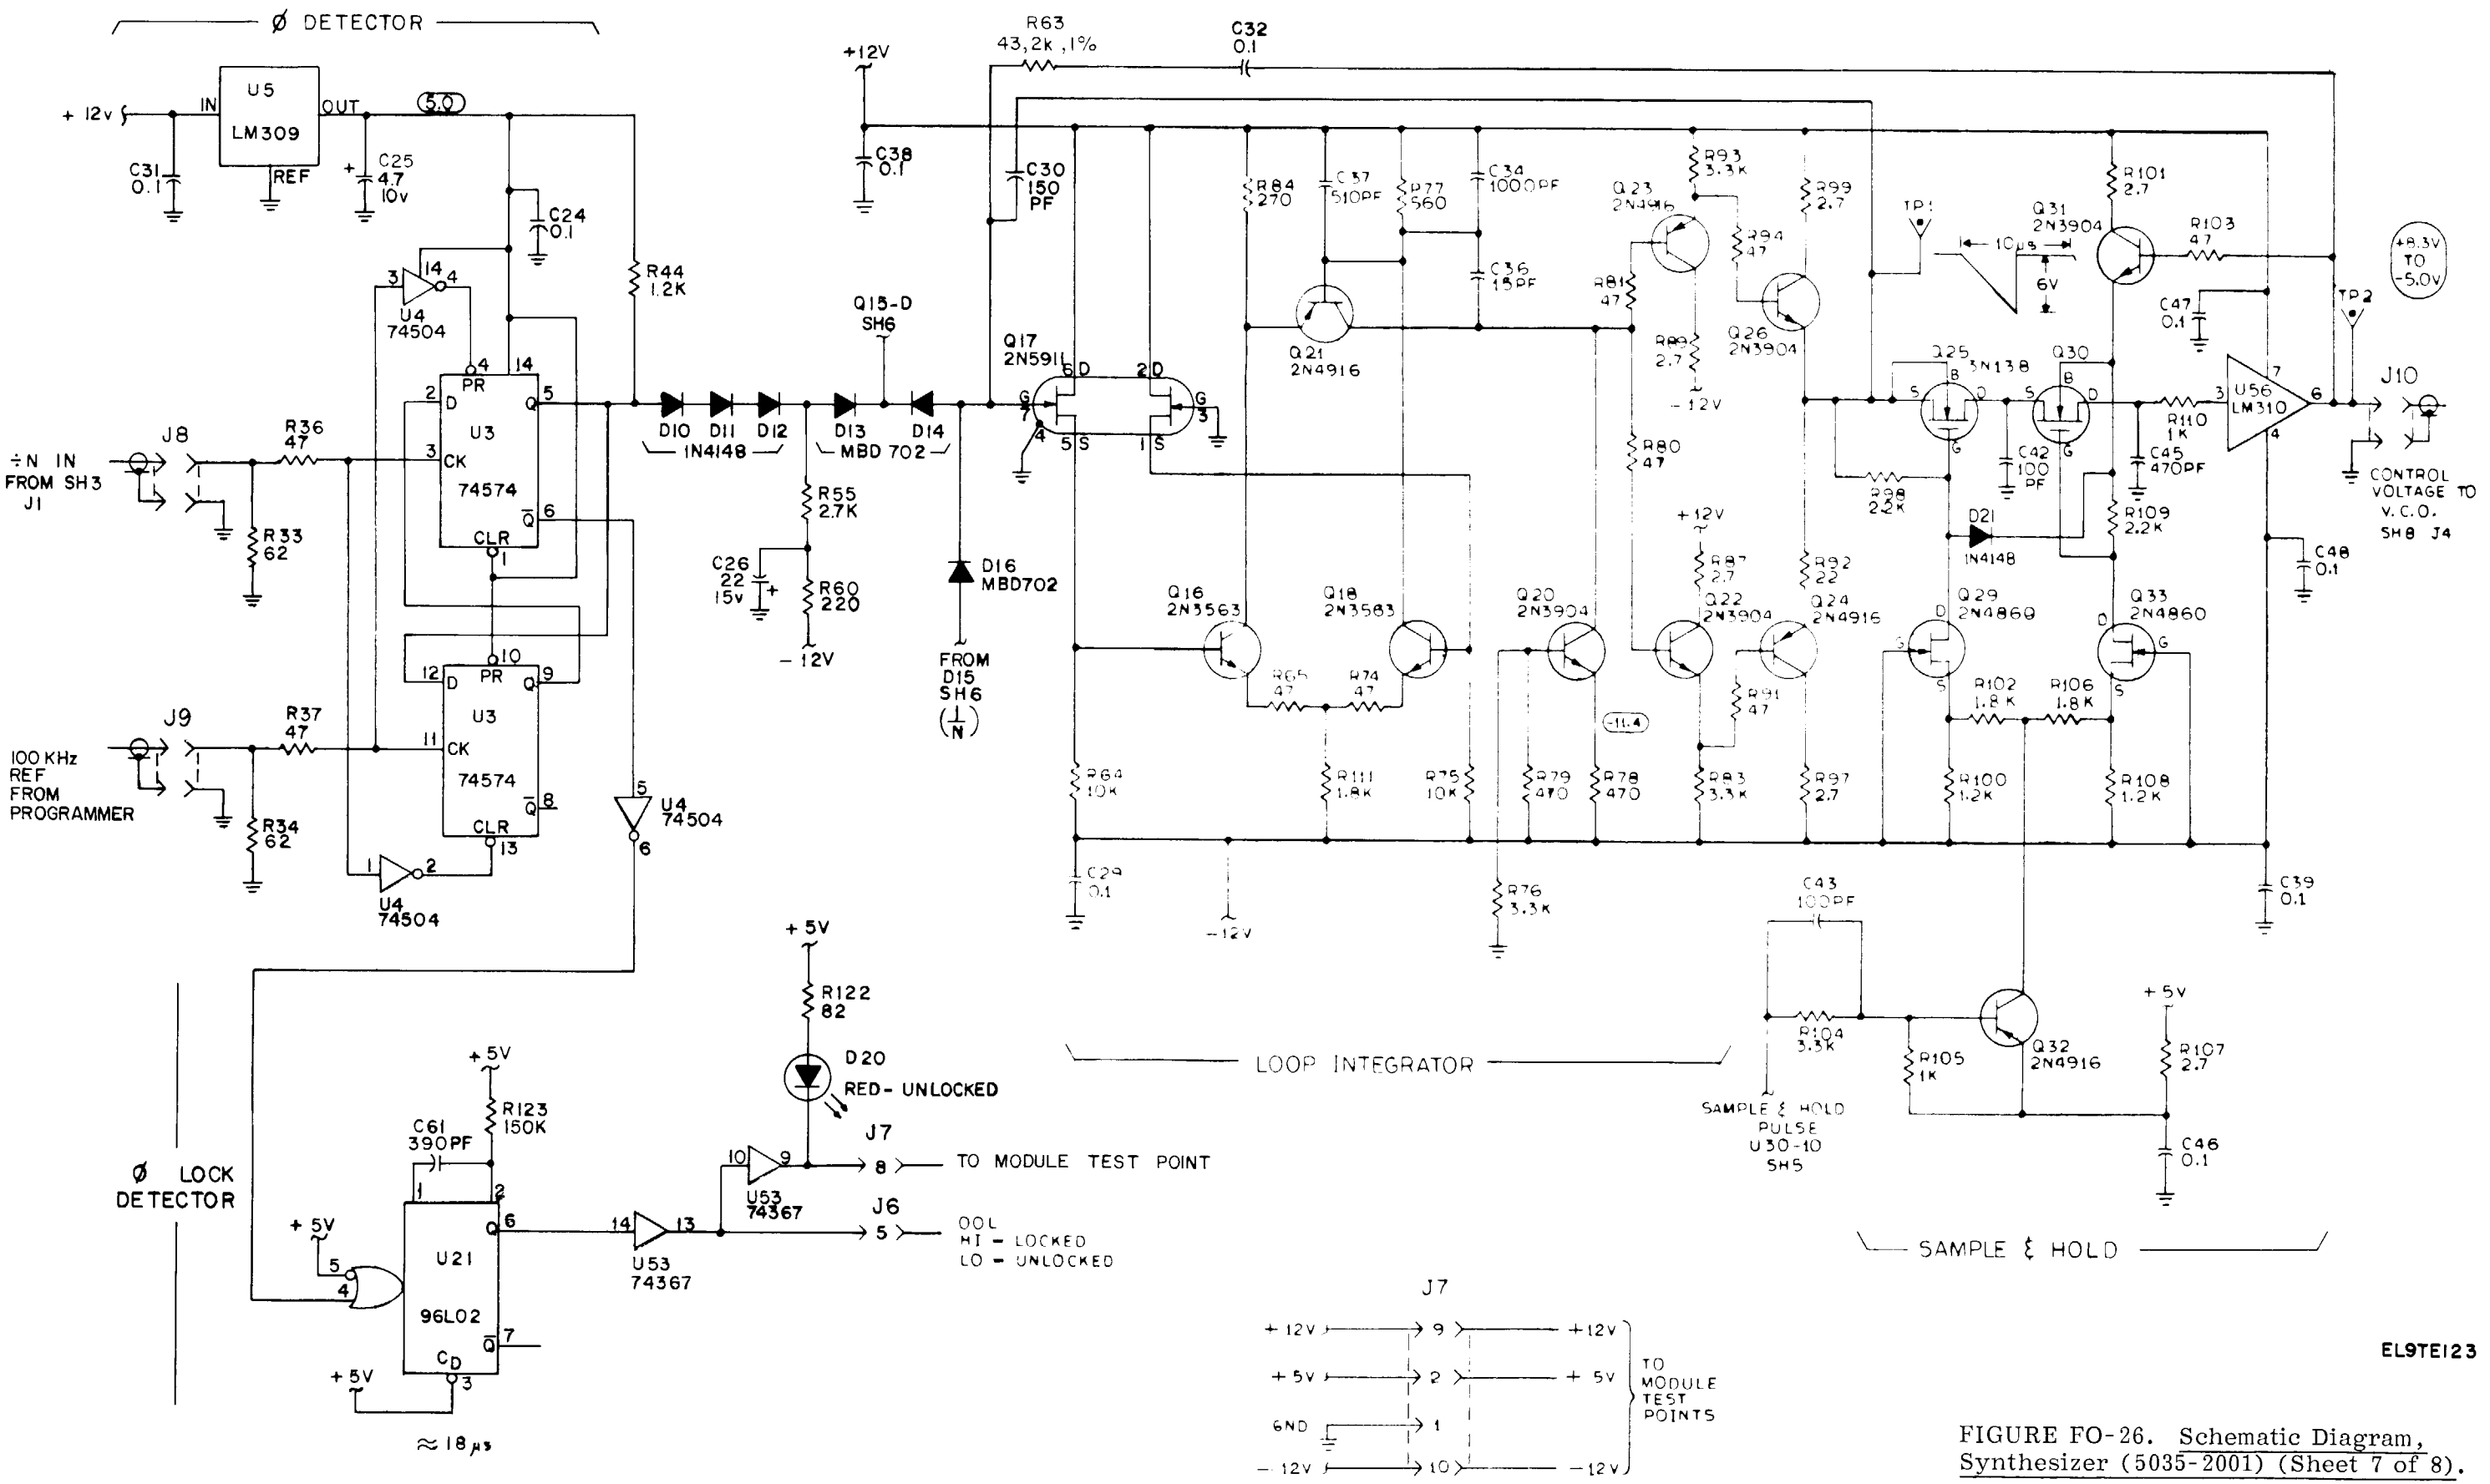 Ø DETECTOR
U5
LM309
IN
OUT
REF
+ 12v
C31
0.1
5.0
C25
4.7
10v
+
C24
0.1
R44
1.2K
3
14
4
U4
74S04
4
PR
14
2
D
Q
5
U3
3
CK
74S74
Q̅
6
CLR
1
÷N IN
FROM SH3
J1
J8
R36
47
R33
62
12
D
10
PR
Q
9
U3
11
CK
74S74
Q̅
8
CLR
13
100 KHz
REF
FROM
PROGRAMMER
J9
R37
47
R34
62
1
2
U4
74S04
5
U4
74S04
6
D10
D11
D12
1N4148
D13
D14
MBD 702
Q15-D
SH6
R55
2.7K
C26
22
15v
+
R60
220
- 12V
D16
MBD702
FROM
D15
SH6
(1/N)
R63
43,2k ,1%
C32
0.1
+12V
C38
0.1
C30
150
PF
Q17
2N5911
6
D
2
D
G
7
4
G
3
5
S
1
S
R84
270
C37
510PF
R77
560
C34
1000PF
C36
15PF
Q21
2N4916
Q16
2N3563
Q18
2N3563
R65
47
R74
47
R64
10K
R111
1.8K
R75
10K
C29
0.1
-12V
Q20
2N3904
R79
470
R78
470
-11.4
R76
3.3K
Q23
2N4916
R93
3.3K
R94
47
R81
47
R89
2.7
- 12V
R80
47
+12V
R87
2.7
Q22
2N3904
R83
3.3K
R91
47
R99
2.7
Q26
2N3904
R92
22
Q24
2N4916
R97
2.7
TP1
10µs
6V
Q31
2N3904
R101
2.7
R103
47
+8.3V
TO
-5.0V
TP2
C47
0.1
Q25
3N138
Q30
S
B
D
G
S
B
D
G
R98
2.2K
D21
1N4148
C42
100
PF
C45
470PF
R110
1K
3
7
U56
LM310
6
4
J10
CONTROL
VOLTAGE TO
V.C.O.
SH8 J4
C48
0.1
R109
2.2K
Q29
2N4860
D
G
S
Q33
2N4860
D
G
S
R102
1.8K
R106
1.8K
R100
1.2K
R108
1.2K
C39
0.1
C43
100PF
R104
3.3K
R105
1K
Q32
2N4916
+ 5V
R107
2.7
C46
0.1
SAMPLE & HOLD
PULSE
U30-10
SH5
LOOP INTEGRATOR
SAMPLE & HOLD
Ø LOCK
DETECTOR
+ 5V
R123
150K
C61
390PF
1
2
Q
6
U21
96L02
Q̅
7
CD
3
+ 5V
5
4
+ 5V
≈ 18 µs
14
13
U53
74367
10
9
U53
74367
+ 5V
R122
82
D20
RED- UNLOCKED
J7
8
TO MODULE TEST POINT
J6
5
OOL
HI - LOCKED
LO - UNLOCKED
J7
+ 12V
9
+12V
+ 5V
2
+ 5V
GND
1
- 12V
10
-12V
TO
MODULE
TEST
POINTS
EL9TE123
FIGURE FO-26. Schematic Diagram,
Synthesizer (5035-2001) (Sheet 7 of 8).